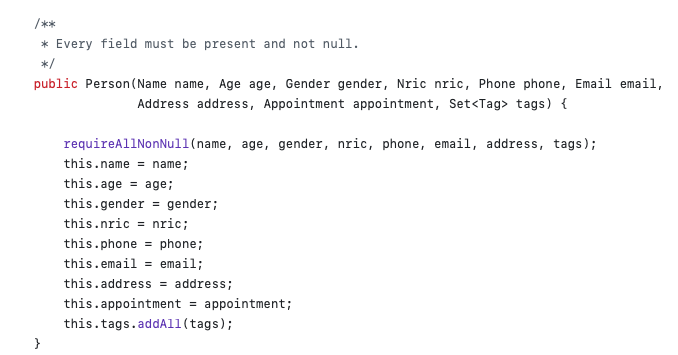 /**
 * Every field must be present and not null.
 */
public Person(Name name, Age age, Gender gender, Nric nric, Phone phone, Email email,
              Address address, Appointment appointment, Set<Tag> tags) {

    requireAllNonNull(name, age, gender, nric, phone, email, address, tags);
    this.name = name;
    this.age = age;
    this.gender = gender;
    this.nric = nric;
    this.phone = phone;
    this.email = email;
    this.address = address;
    this.appointment = appointment;
    this.tags.addAll(tags);
}